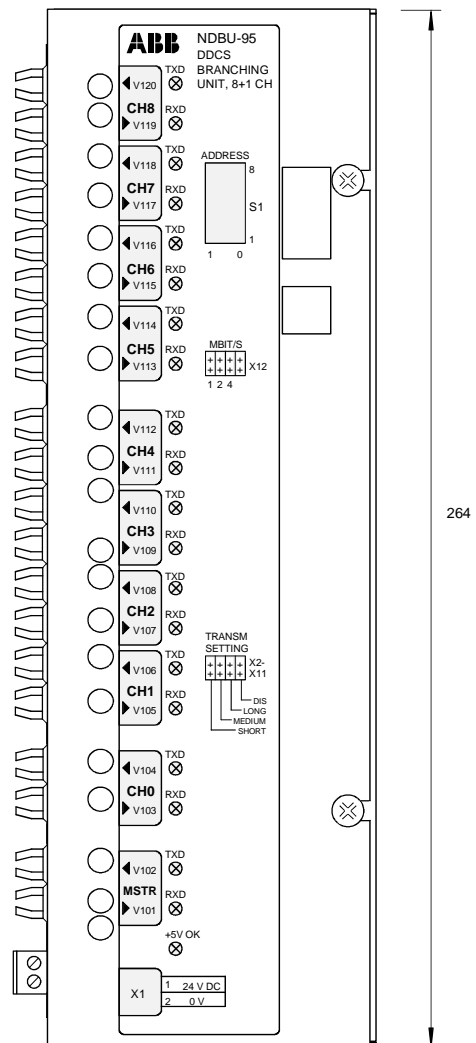 ABB NDBU-95
DDCS
BRANCHING
UNIT, 8+1 CH
TXD
V120
CH8
RXD
V119
TXD
V118
CH7
RXD
V117
TXD
V116
CH6
RXD
V115
TXD
V114
CH5
RXD
V113
TXD
V112
CH4
RXD
V111
TXD
V110
CH3
RXD
V109
TXD
V108
CH2
RXD
V107
TXD
V106
CH1
RXD
V105
TXD
V104
CH0
RXD
V103
TXD
V102
MSTR
RXD
V101
+5V OK
X1
1 24 V DC
2 0 V
ADDRESS
8
S1
1
1 0
MBIT/S
X12
1 2 4
TRANSM
SETTING
X2-
X11
DIS
LONG
MEDIUM
SHORT
264